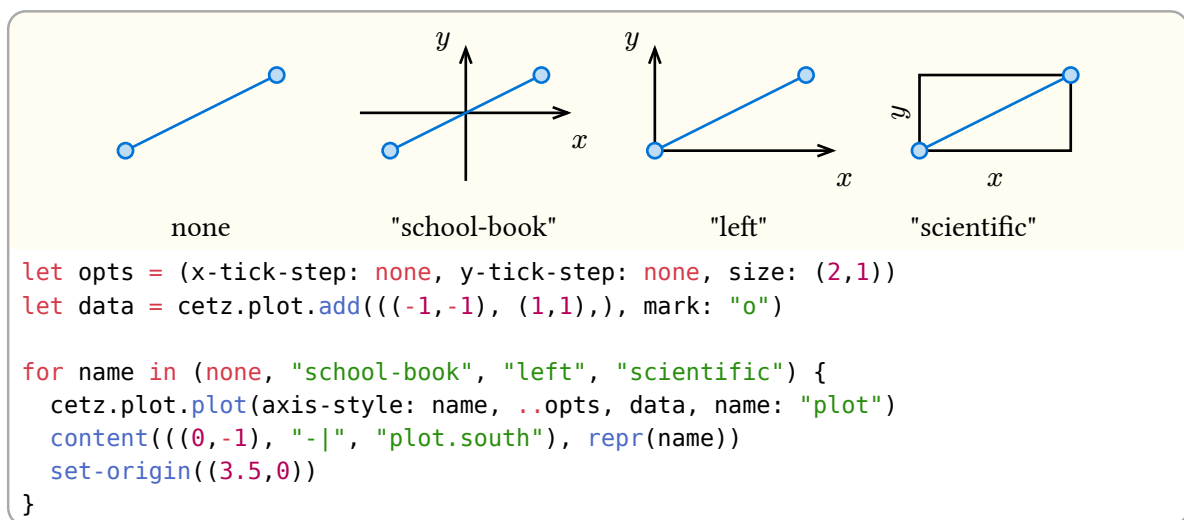 y
y
y
x
x
x
none
"school-book"
"left"
"scientific"
let opts = (x-tick-step: none, y-tick-step: none, size: (2,1))
let data = cetz.plot.add(((-1,-1), (1,1),), mark: "o")
for name in (none, "school-book", "left", "scientific") {
  cetz.plot.plot(axis-style: name, ..opts, data, name: "plot")
  content(((0,-1), "-|", "plot.south"), repr(name))
  set-origin((3.5,0))
}